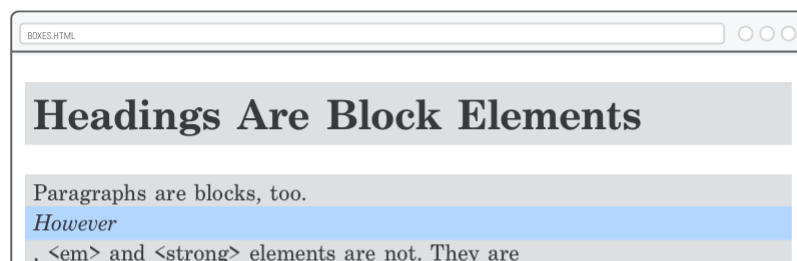 BOXES.HTML
Headings Are Block Elements
Paragraphs are blocks, too.
However
, <em> and <strong> elements are not. They are